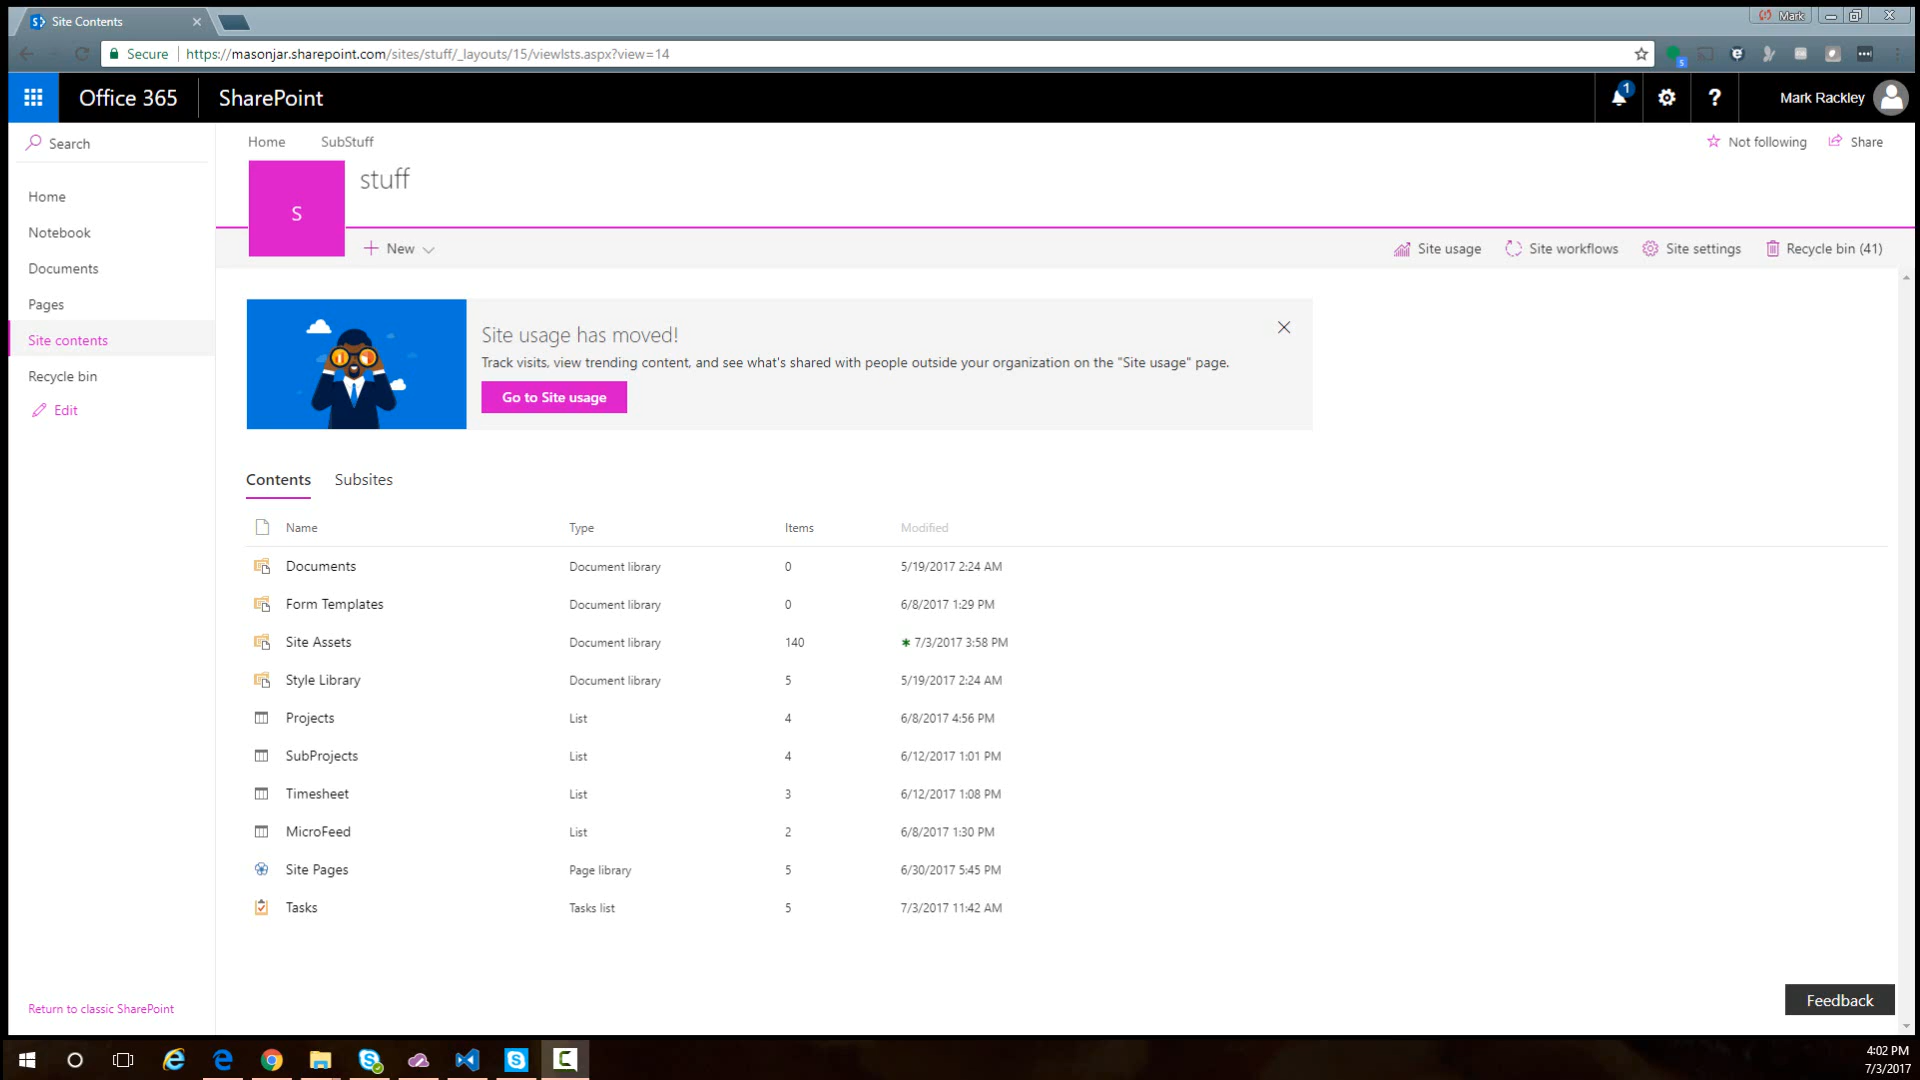 Site Contents
Mark
Secure https://masonjar.sharepoint.com/sites/stuff/_layouts/15/viewlsts.aspx?view=14
Office 365 SharePoint 1 ? Mark Rackley
Search
Home SubStuff Not following Share
S stuff
New Site usage Site workflows Site settings Recycle bin (41)
Home
Notebook
Documents
Pages
Site contents
Recycle bin
Edit
Site usage has moved!
Track visits, view trending content, and see what's shared with people outside your organization on the "Site usage" page.
Go to Site usage
Contents Subsites
Name Type Items Modified
Documents Document library 0 5/19/2017 2:24 AM
Form Templates Document library 0 6/8/2017 1:29 PM
Site Assets Document library 140 7/3/2017 3:58 PM
Style Library Document library 5 5/19/2017 2:24 AM
Projects List 4 6/8/2017 4:56 PM
SubProjects List 4 6/12/2017 1:01 PM
Timesheet List 3 6/12/2017 1:08 PM
MicroFeed List 2 6/8/2017 1:30 PM
Site Pages Page library 5 6/30/2017 5:45 PM
Tasks Tasks list 5 7/3/2017 11:42 AM
Return to classic SharePoint
Feedback
4:02 PM
7/3/2017